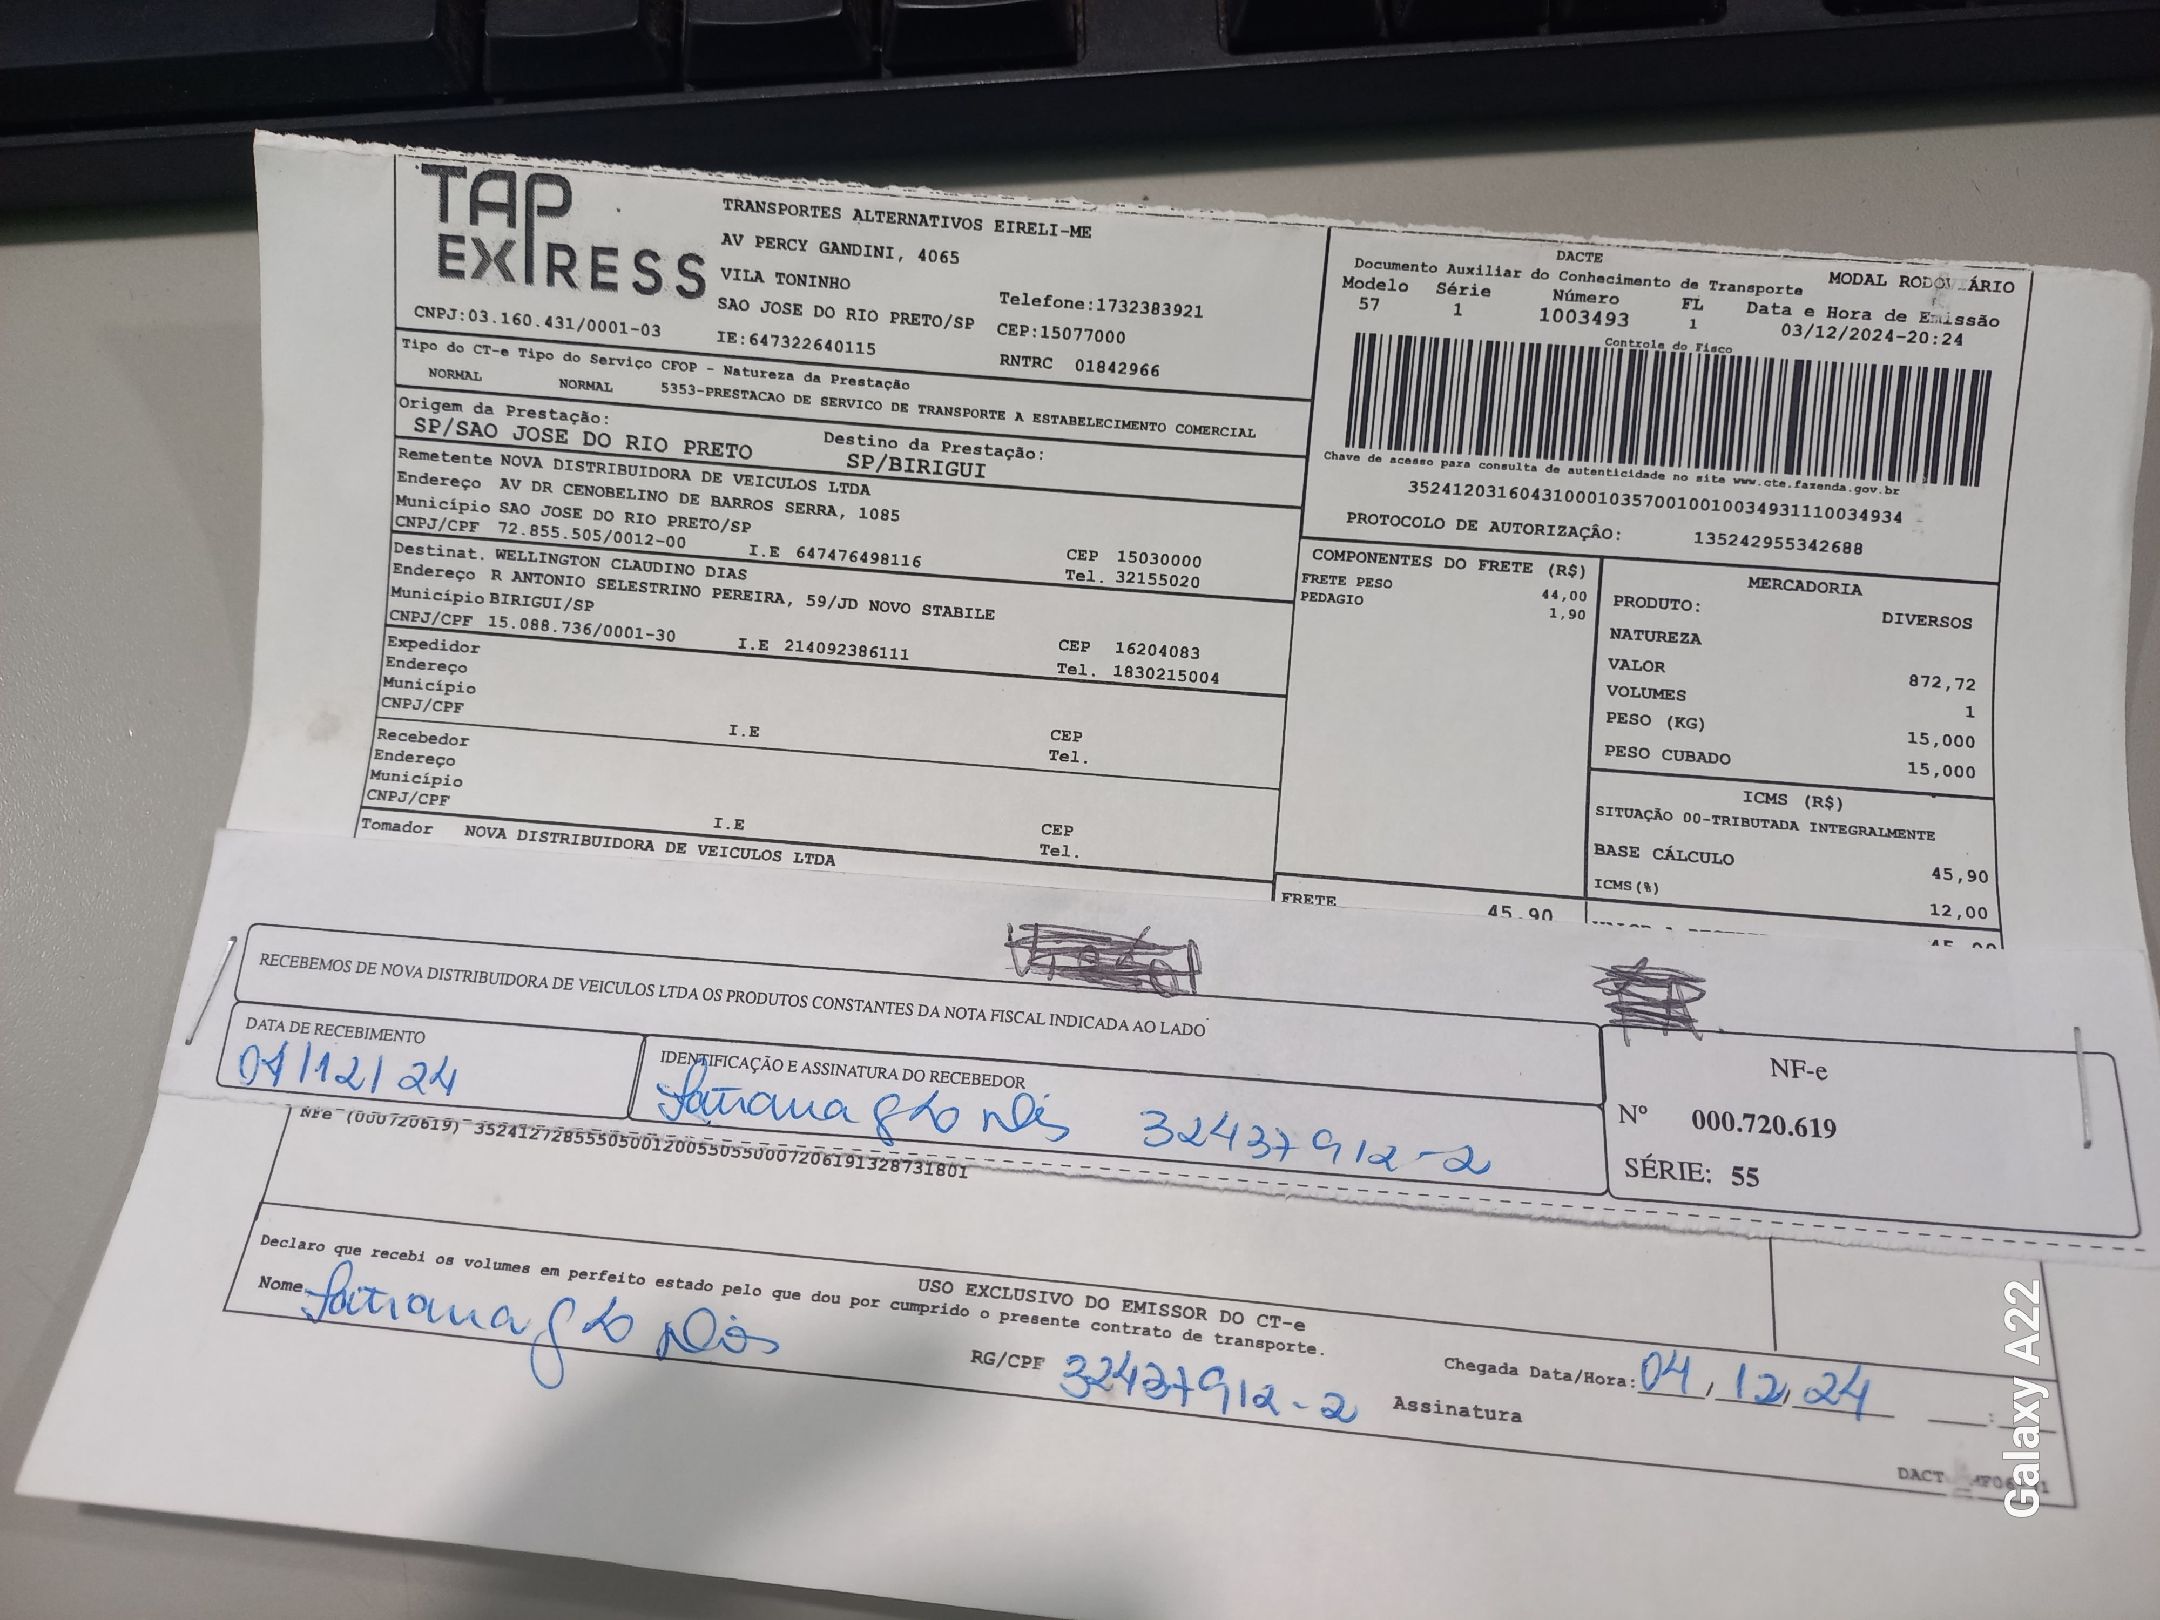 TAP EXPRESS
TRANSPORTES ALTERNATIVOS EIRELI-ME
AV PERCY GANDINI, 4065
VILA TONINHO
SAO JOSE DO RIO PRETO/SP
Telefone:1732383921
CEP:15077000
CNPJ:03.160.431/0001-03
IE:647322640115
RNTRC 01842966
DACTE
Documento Auxiliar do Conhecimento de Transporte
MODAL RODOVIÁRIO
Modelo Série Número FL Data e Hora de Emissão
57 1 1003493 1 03/12/2024-20:24
Controle do Fisco
Chave de acesso para consulta de autenticidade no site www.cte.fazenda.gov.br
35241203160431000103570010010034931110034934
PROTOCOLO DE AUTORIZAÇÃO: 135242955342688
Tipo do CT-e Tipo do Serviço CFOP - Natureza da Prestação
NORMAL NORMAL 5353-PRESTACAO DE SERVICO DE TRANSPORTE A ESTABELECIMENTO COMERCIAL
Origem da Prestação: Destino da Prestação:
SP/SAO JOSE DO RIO PRETO SP/BIRIGUI
Remetente NOVA DISTRIBUIDORA DE VEICULOS LTDA
Endereço AV DR CENOBELINO DE BARROS SERRA, 1085
Município SAO JOSE DO RIO PRETO/SP CEP 15030000
CNPJ/CPF 72.855.505/0012-00 I.E 647476498116 Tel. 32155020
Destinat. WELLINGTON CLAUDINO DIAS
Endereço R ANTONIO SELESTRINO PEREIRA, 59/JD NOVO STABILE
Município BIRIGUI/SP CEP 16204083
CNPJ/CPF 15.088.736/0001-30 I.E 214092386111 Tel. 1830215004
Expedidor
Endereço
Município CEP
CNPJ/CPF I.E Tel.
Recebedor
Endereço
Município CEP
CNPJ/CPF I.E Tel.
Tomador NOVA DISTRIBUIDORA DE VEICULOS LTDA
COMPONENTES DO FRETE (R$)
FRETE PESO 44,00
PEDAGIO 1,90
FRETE 45,90
MERCADORIA
PRODUTO: DIVERSOS
NATUREZA
VALOR 872,72
VOLUMES 1
PESO (KG) 15,000
PESO CUBADO 15,000
ICMS (R$)
SITUAÇÃO 00-TRIBUTADA INTEGRALMENTE
BASE CÁLCULO 45,90
ICMS(%) 12,00
RECEBEMOS DE NOVA DISTRIBUIDORA DE VEICULOS LTDA OS PRODUTOS CONSTANTES DA NOTA FISCAL INDICADA AO LADO
DATA DE RECEBIMENTO
04/12/24
IDENTIFICAÇÃO E ASSINATURA DO RECEBEDOR
32437912-2
NF-e
Nº 000.720.619
SÉRIE: 55
NFe (000720619) 35241272855505001200550550007206191328731801
USO EXCLUSIVO DO EMISSOR DO CT-e
Declaro que recebi os volumes em perfeito estado pelo que dou por cumprido o presente contrato de transporte.
Nome
RG/CPF 32437912-2
Chegada Data/Hora: 04, 12, 24
Assinatura
Galaxy A22